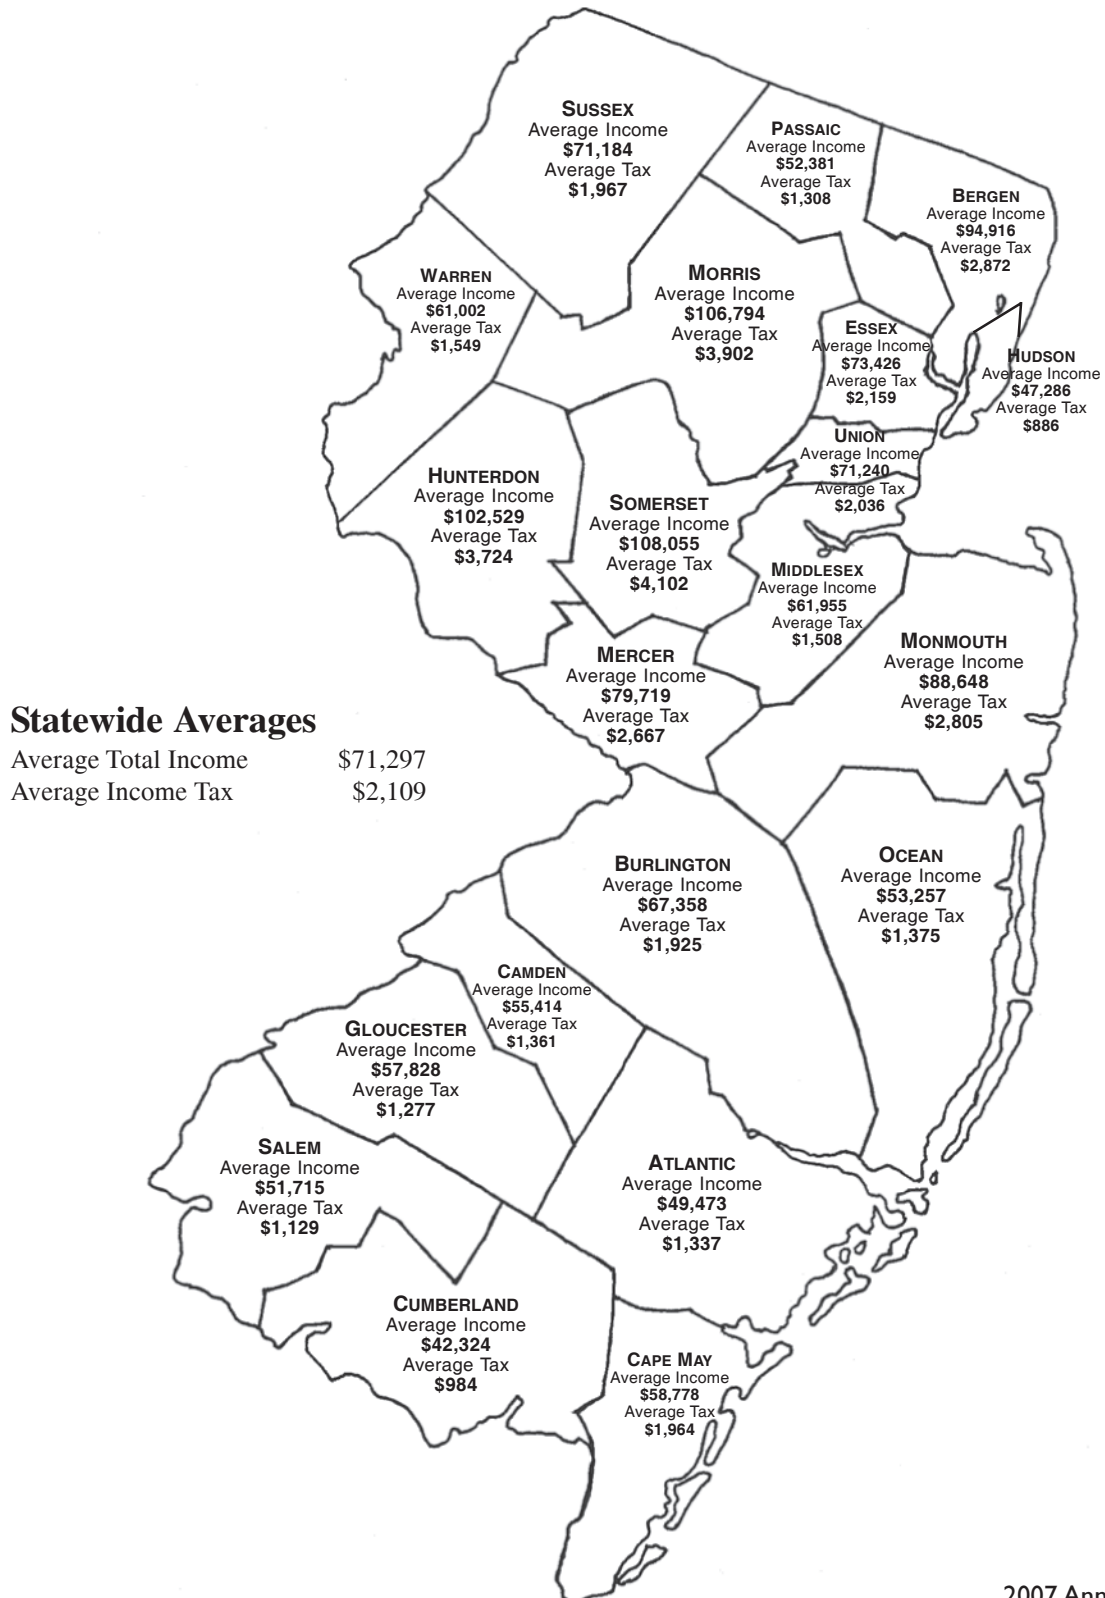 SUSSEX
Average Income
$71,184
Average Tax
$1,967
PASSAIC
Average Income
$52,381
Average Tax
$1,308
BERGEN
Average Income
$94,916
Average Tax
$2,872
WARREN
Average Income
$61,002
Average Tax
$1,549
MORRIS
Average Income
$106,794
Average Tax
$3,902
ESSEX
Average Income
$73,426
Average Tax
$2,159
HUDSON
Average Income
$47,286
Average Tax
$886
UNION
Average Income
$71,240
Average Tax
$2,036
HUNTERDON
Average Income
$102,529
Average Tax
$3,724
SOMERSET
Average Income
$108,055
Average Tax
$4,102
MIDDLESEX
Average Income
$61,955
Average Tax
$1,508
MERCER
Average Income
$79,719
Average Tax
$2,667
MONMOUTH
Average Income
$88,648
Average Tax
$2,805
Statewide Averages
Average Total Income $71,297
Average Income Tax $2,109
BURLINGTON
Average Income
$67,358
Average Tax
$1,925
OCEAN
Average Income
$53,257
Average Tax
$1,375
CAMDEN
Average Income
$55,414
Average Tax
$1,361
GLOUCESTER
Average Income
$57,828
Average Tax
$1,277
SALEM
Average Income
$51,715
Average Tax
$1,129
ATLANTIC
Average Income
$49,473
Average Tax
$1,337
CUMBERLAND
Average Income
$42,324
Average Tax
$984
CAPE MAY
Average Income
$58,778
Average Tax
$1,964
2007 Ann